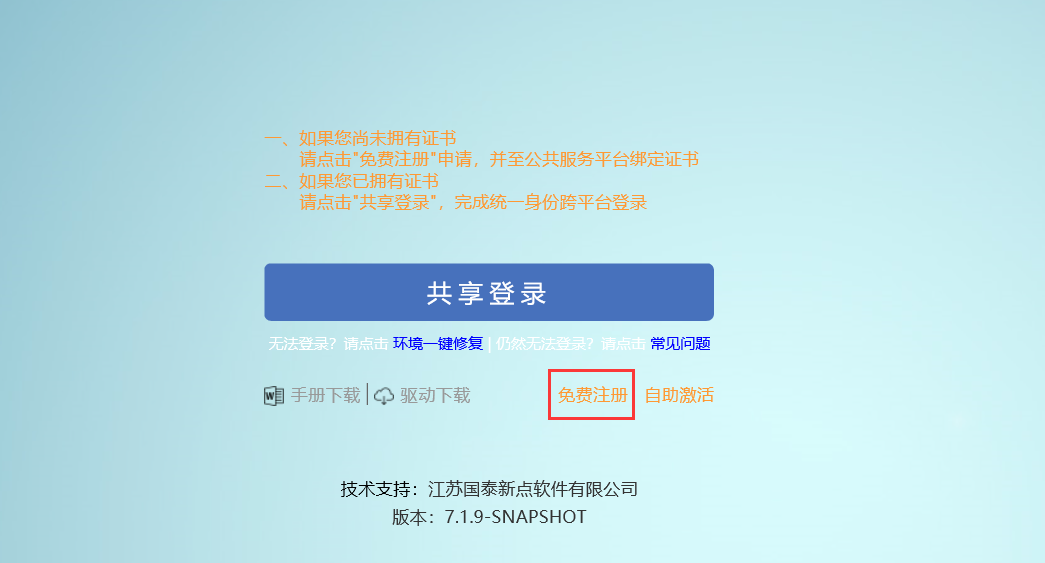 一、如果您尚未拥有证书
请点击"免费注册"申请，并至公共服务平台绑定证书
二、如果您已拥有证书
请点击"共享登录"，完成统一身份跨平台登录
共享登录
无法登录？请点击 环境一键修复 | 仍然无法登录？请点击 常见问题
手册下载 | 驱动下载 免费注册 自助激活
技术支持：江苏国泰新点软件有限公司
版本：7.1.9-SNAPSHOT